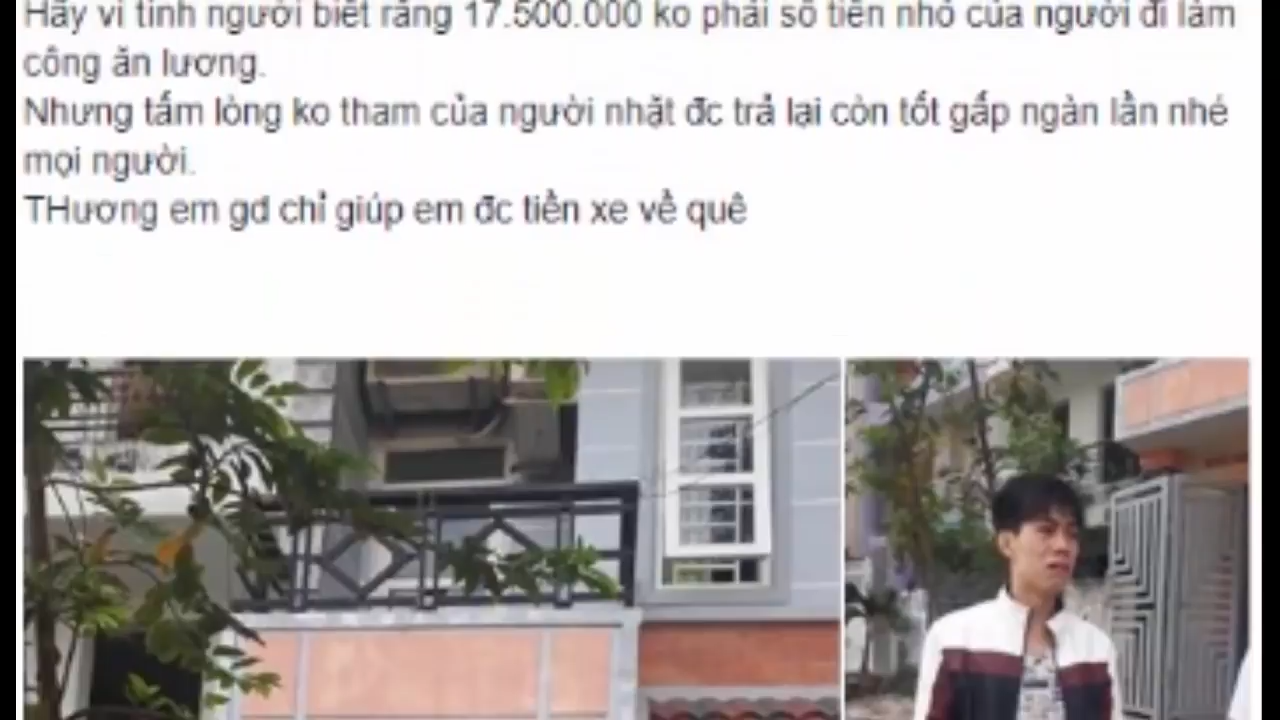 Hãy vì tình người biết rằng 17.500.000 ko phải số tiền nhỏ của người đi làm
công ăn lương.
Nhưng tấm lòng ko tham của người nhặt đc trả lại còn tốt gấp ngàn lần nhé
mọi người.
THương em gd chỉ giúp em đc tiền xe về quê